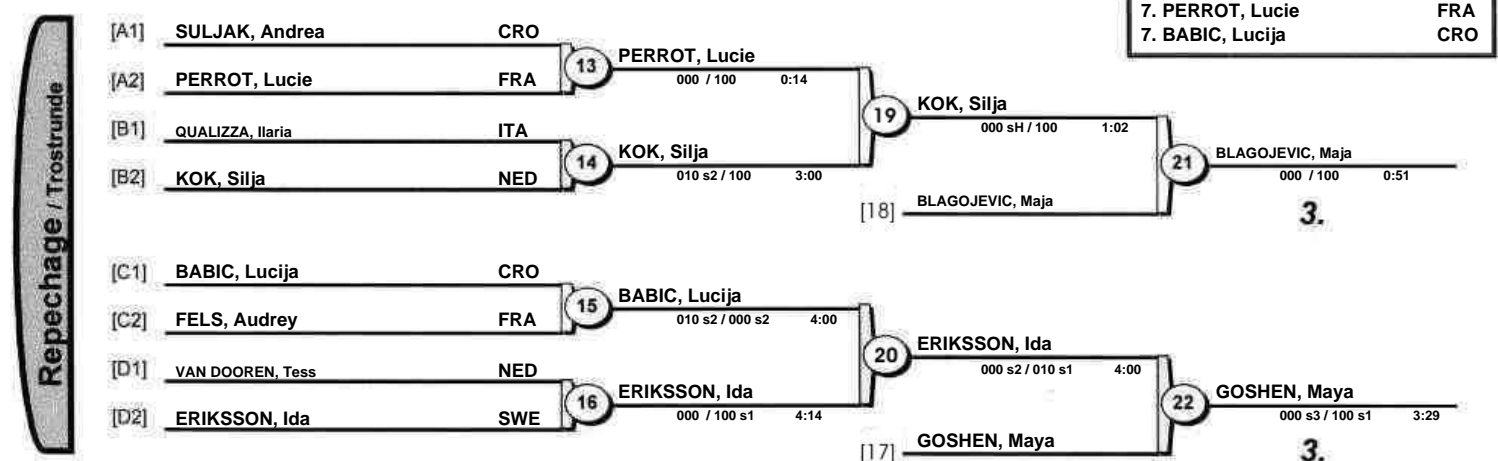 7. PERROT, Lucie FRA
7. BABIC, Lucija CRO
Repechage / Trostrunde
[A1] SULJAK, Andrea CRO
13 PERROT, Lucie
000 / 100 0:14
[A2] PERROT, Lucie FRA
19 KOK, Silja
000 sH / 100 1:02
[B1] QUALIZZA, Ilaria ITA
14 KOK, Silja
010 s2 / 100 3:00
[B2] KOK, Silja NED
21 BLAGOJEVIC, Maja
000 / 100 0:51
[18] BLAGOJEVIC, Maja
3.
[C1] BABIC, Lucija CRO
15 BABIC, Lucija
010 s2 / 000 s2 4:00
[C2] FELS, Audrey FRA
20 ERIKSSON, Ida
000 s2 / 010 s1 4:00
[D1] VAN DOOREN, Tess NED
16 ERIKSSON, Ida
000 / 100 s1 4:14
[D2] ERIKSSON, Ida SWE
22 GOSHEN, Maya
000 s3 / 100 s1 3:29
[17] GOSHEN, Maya
3.